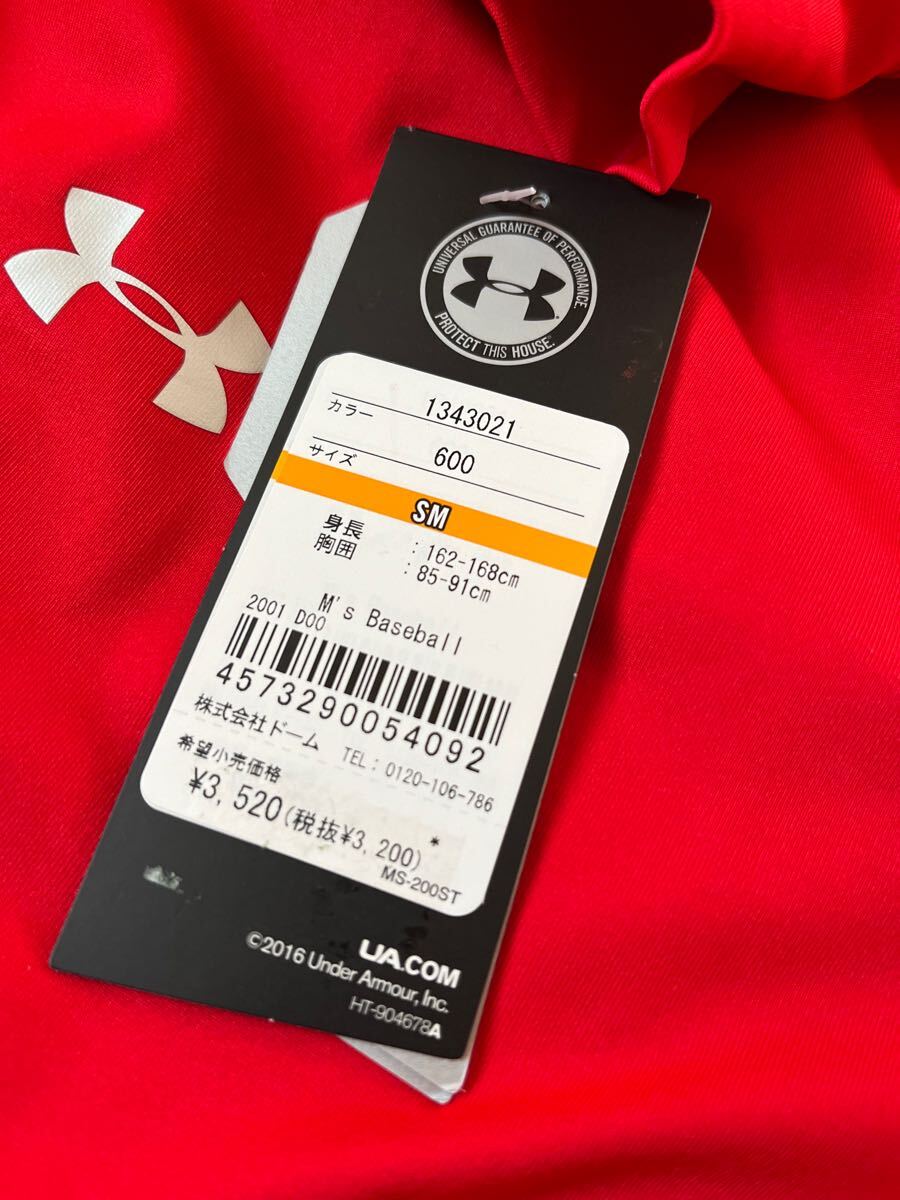 UNIVERSAL GUARANTEE OF PERFORMANCE.
PROTECT THIS HOUSE.
カラー 1343021
サイズ 600
SM
身長 : 162-168cm
胸囲 : 85-91cm
M's Baseball
2001 D00
4573290054092
株式会社ドーム TEL: 0120-106-786
希望小売価格
¥3,520(税抜¥3,200) *
MS-200ST
UA.COM
©2016 Under Armour, Inc.
HT-904678A